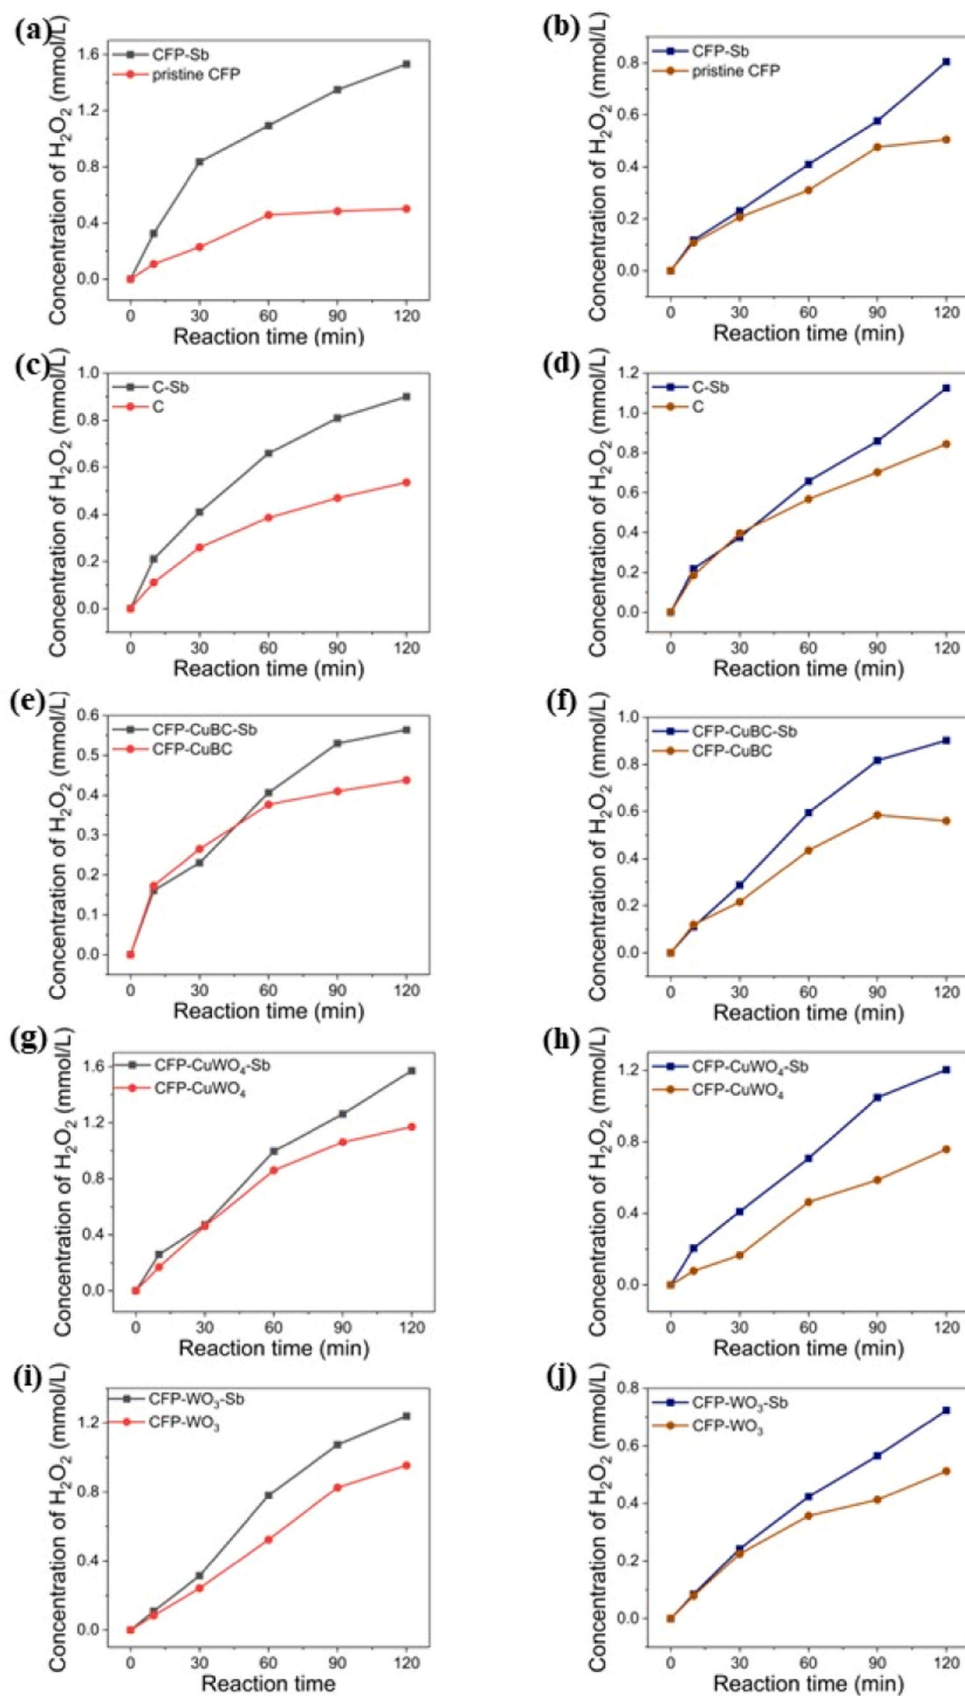 (a)
Concentration of H₂O₂ (mmol/L)
1.6
1.2
0.8
0.4
0.0
CFP-Sb
pristine CFP
0 30 60 90 120
Reaction time (min)
(b)
Concentration of H₂O₂ (mmol/L)
0.8
0.6
0.4
0.2
0.0
CFP-Sb
pristine CFP
0 30 60 90 120
Reaction time (min)
(c)
Concentration of H₂O₂ (mmol/L)
1.0
0.8
0.6
0.4
0.2
0.0
C-Sb
C
0 30 60 90 120
Reaction time (min)
(d)
Concentration of H₂O₂ (mmol/L)
1.2
1.0
0.8
0.6
0.4
0.2
0.0
C-Sb
C
0 30 60 90 120
Reaction time (min)
(e)
Concentration of H₂O₂ (mmol/L)
0.6
0.5
0.4
0.3
0.2
0.1
0.0
CFP-CuBC-Sb
CFP-CuBC
0 30 60 90 120
Reaction time (min)
(f)
Concentration of H₂O₂ (mmol/L)
1.0
0.8
0.6
0.4
0.2
0.0
CFP-CuBC-Sb
CFP-CuBC
0 30 60 90 120
Reaction time (min)
(g)
Concentration of H₂O₂ (mmol/L)
1.6
1.2
0.8
0.4
0.0
CFP-CuWO₄-Sb
CFP-CuWO₄
0 30 60 90 120
Reaction time (min)
(h)
Concentration of H₂O₂ (mmol/L)
1.2
0.8
0.4
0.0
CFP-CuWO₄-Sb
CFP-CuWO₄
0 30 60 90 120
Reaction time (min)
(i)
Concentration of H₂O₂ (mmol/L)
1.2
0.8
0.4
0.0
CFP-WO₃-Sb
CFP-WO₃
0 30 60 90 120
Reaction time
(j)
Concentration of H₂O₂ (mmol/L)
0.8
0.6
0.4
0.2
0.0
CFP-WO₃-Sb
CFP-WO₃
0 30 60 90 120
Reaction time (min)